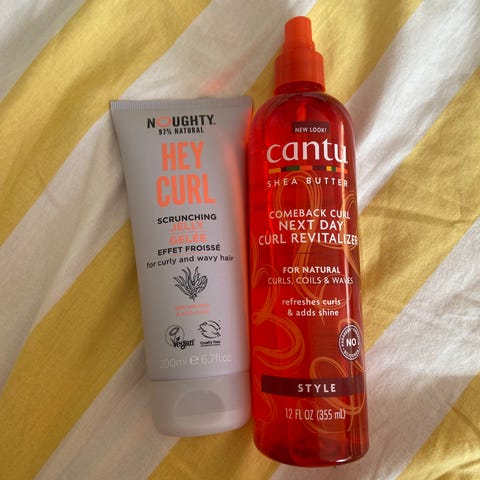 NOUGHTY.
97% NATURAL
HEY
CURL
SCRUNCHING
JELLY
GELÉE
EFFET FROISSÉ
for curly and wavy hair
Vegan
Cruelty free
200ml e 6.7fl oz
NEW LOOK!
cantu
SHEA BUTTER
COMEBACK CURL
NEXT DAY
CURL REVITALIZER
FOR NATURAL
CURLS, COILS & WAVES
refreshes curls
& adds shine
NO
STYLE
12 FL OZ (355 mL)